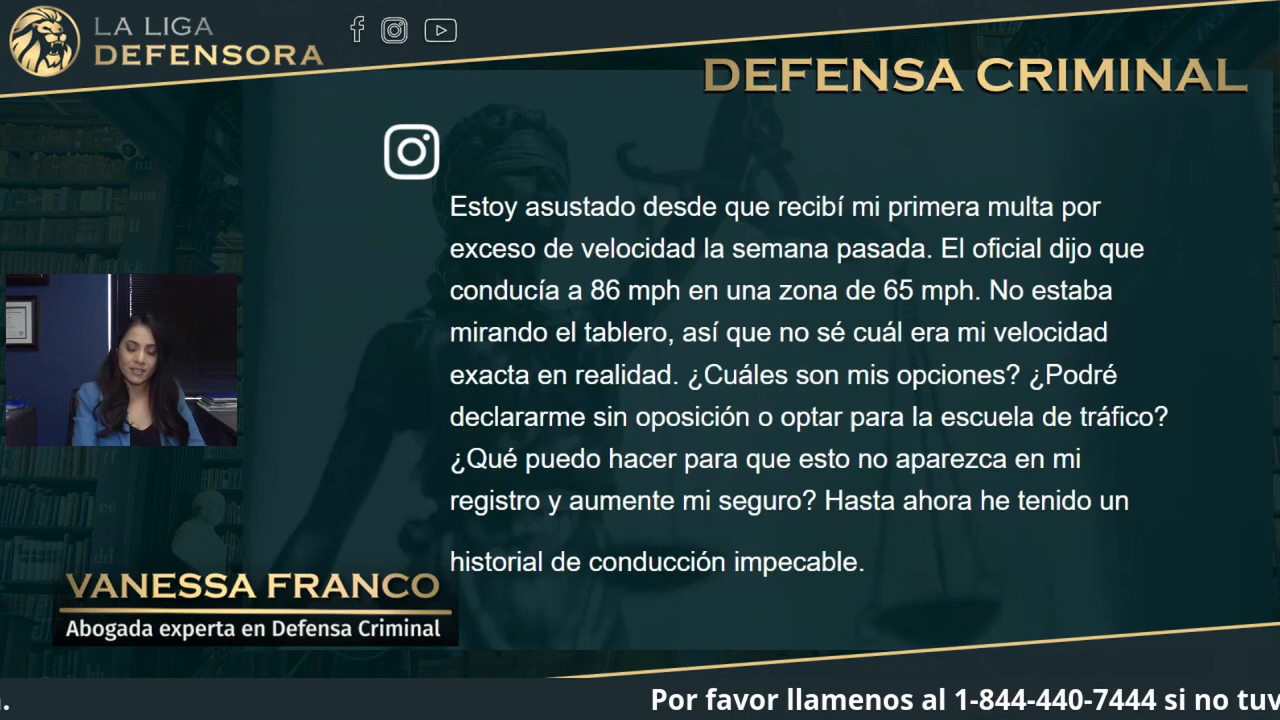 LA LIGA
DEFENSORA
DEFENSA CRIMINAL
Estoy asustado desde que recibí mi primera multa por
exceso de velocidad la semana pasada. El oficial dijo que
conducía a 86 mph en una zona de 65 mph. No estaba
mirando el tablero, así que no sé cuál era mi velocidad
exacta en realidad. ¿Cuáles son mis opciones? ¿Podré
declararme sin oposición o optar para la escuela de tráfico?
¿Qué puedo hacer para que esto no aparezca en mi
registro y aumente mi seguro? Hasta ahora he tenido un
historial de conducción impecable.
VANESSA FRANCO
Abogada experta en Defensa Criminal
Por favor llamenos al 1-844-440-7444 si no tuv